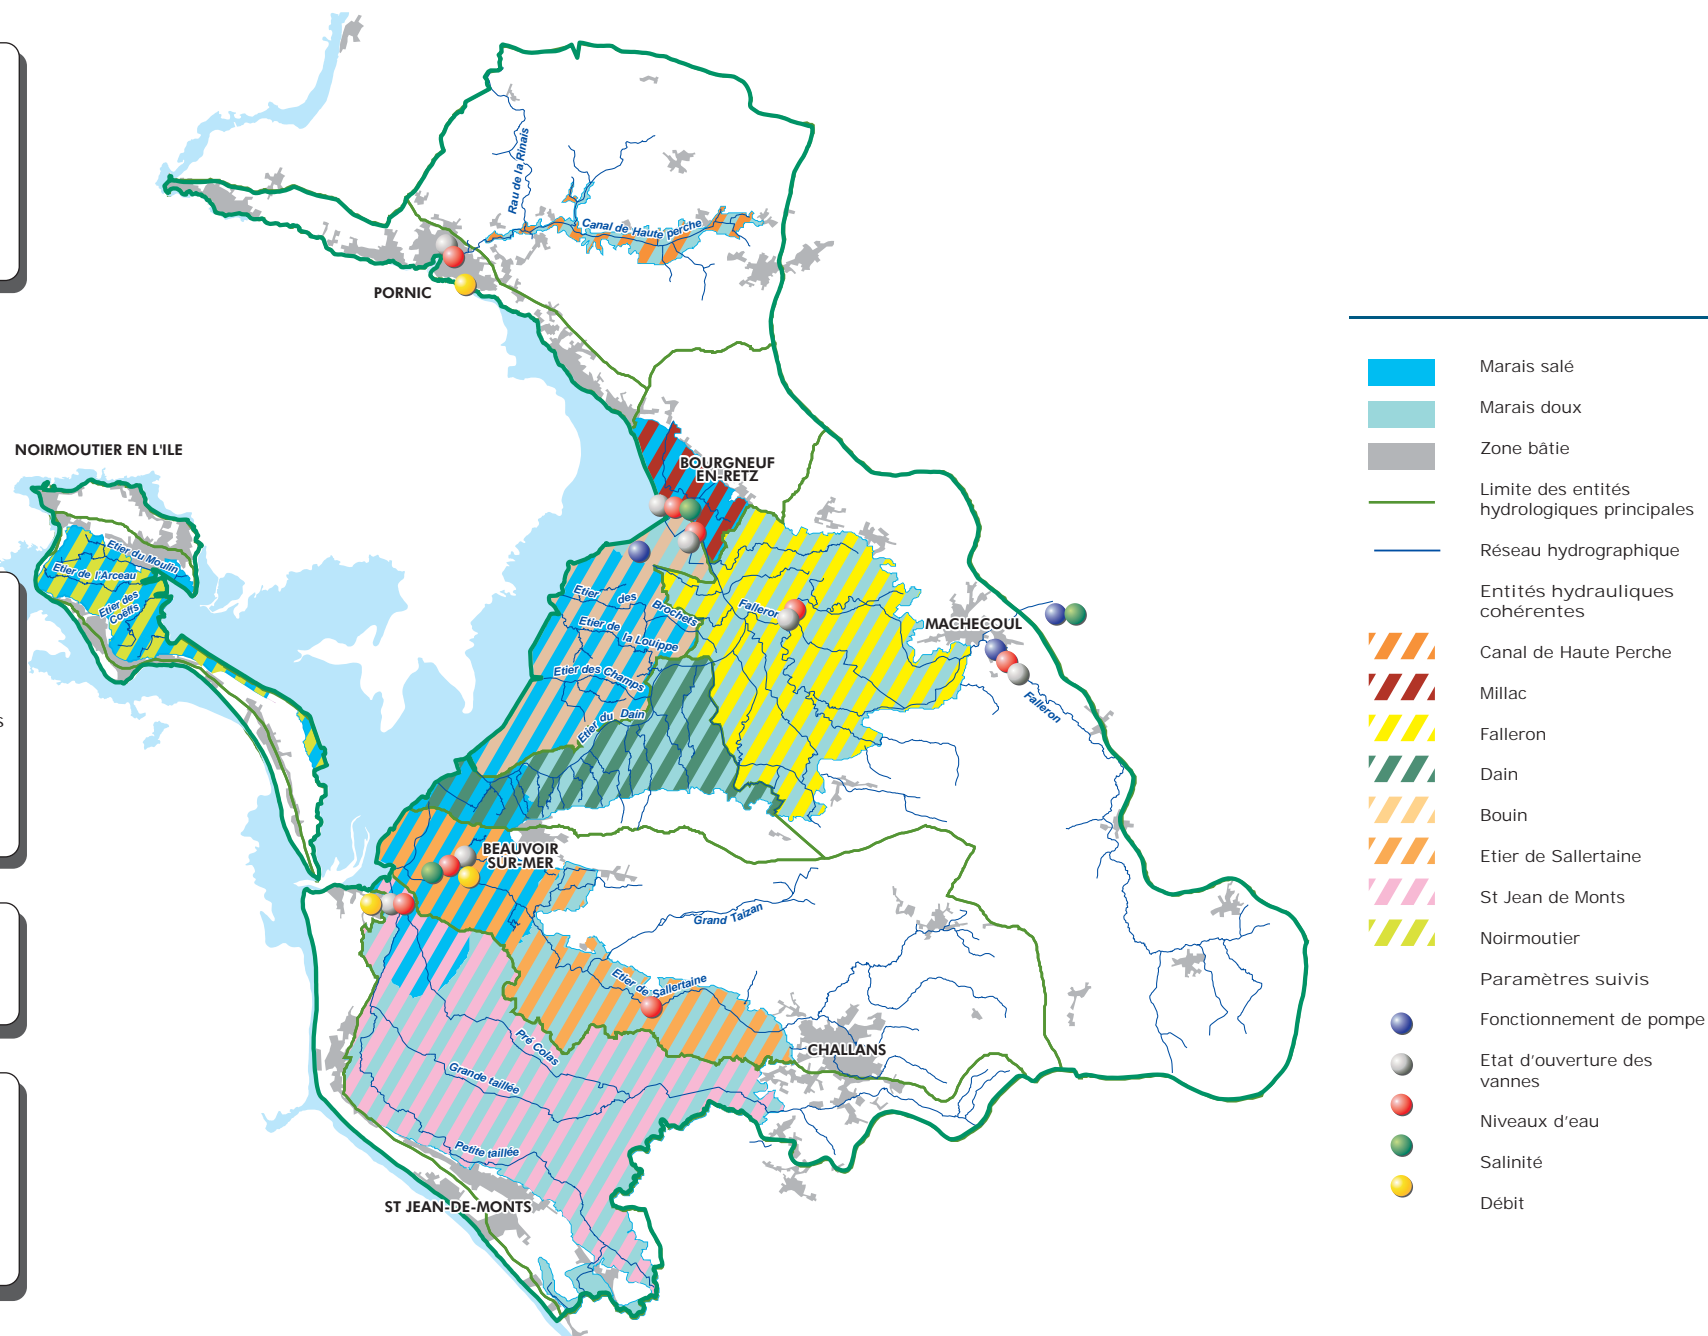 Rau de la Rinais
Canal de Haute perche
PORNIC
NOIRMOUTIER EN L'ILE
BOURGNEUF
EN-RETZ
Etier du Moulin
Etier de l'Arceau
Etier des
Coëffs
Etier des Brochets
Etier de la Louippe
Etier des Champs
Etier du Dain
Falleron
MACHECOUL
Falleron
s
BEAUVOIR
SUR-MER
Grand Taizan
Etier de Sallertaine
CHALLANS
Pré Colas
Grande taillée
Petite taillée
ST JEAN-DE-MONTS
Marais salé
Marais doux
Zone bâtie
Limite des entités
hydrologiques principales
Réseau hydrographique
Entités hydrauliques
cohérentes
Canal de Haute Perche
Millac
Falleron
Dain
Bouin
Etier de Sallertaine
St Jean de Monts
Noirmoutier
Paramètres suivis
Fonctionnement de pompe
Etat d'ouverture des
vannes
Niveaux d'eau
Salinité
Débit